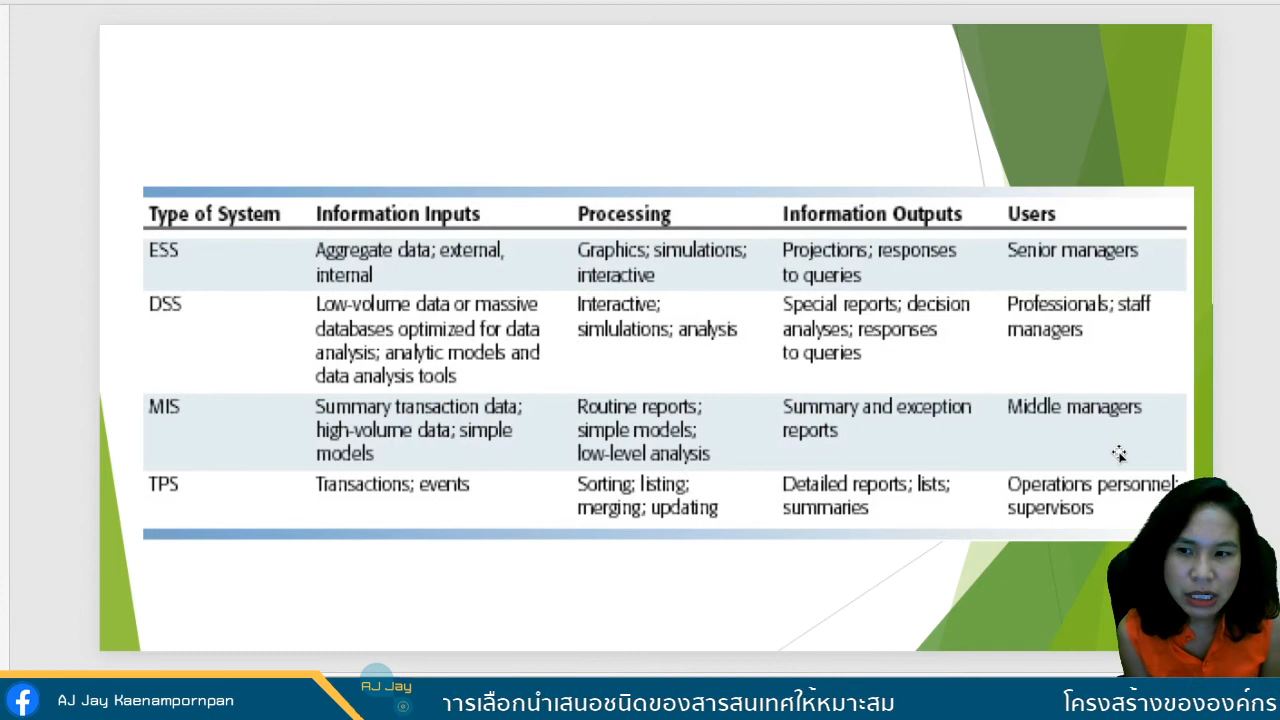 Type of System Information Inputs Processing Information Outputs Users
ESS Aggregate data; external, Graphics; simulations; Projections; responses Senior managers
internal interactive to queries
DSS Low-volume data or massive Interactive; Special reports; decision Professionals; staff
databases optimized for data simlulations; analysis analyses; responses managers
analysis; analytic models and to queries
data analysis tools
MIS Summary transaction data; Routine reports; Summary and exception Middle managers
high-volume data; simple simple models; reports
models low-level analysis
TPS Transactions; events Sorting; listing; Detailed reports; lists; Operations personnel;
merging; updating summaries supervisors
AJ Jay
AJ Jay Kaenampornpan ารเลือกนำเสนอชนิดของสารสนเทศให้หมาะสม โครงสร้างขององค์กร